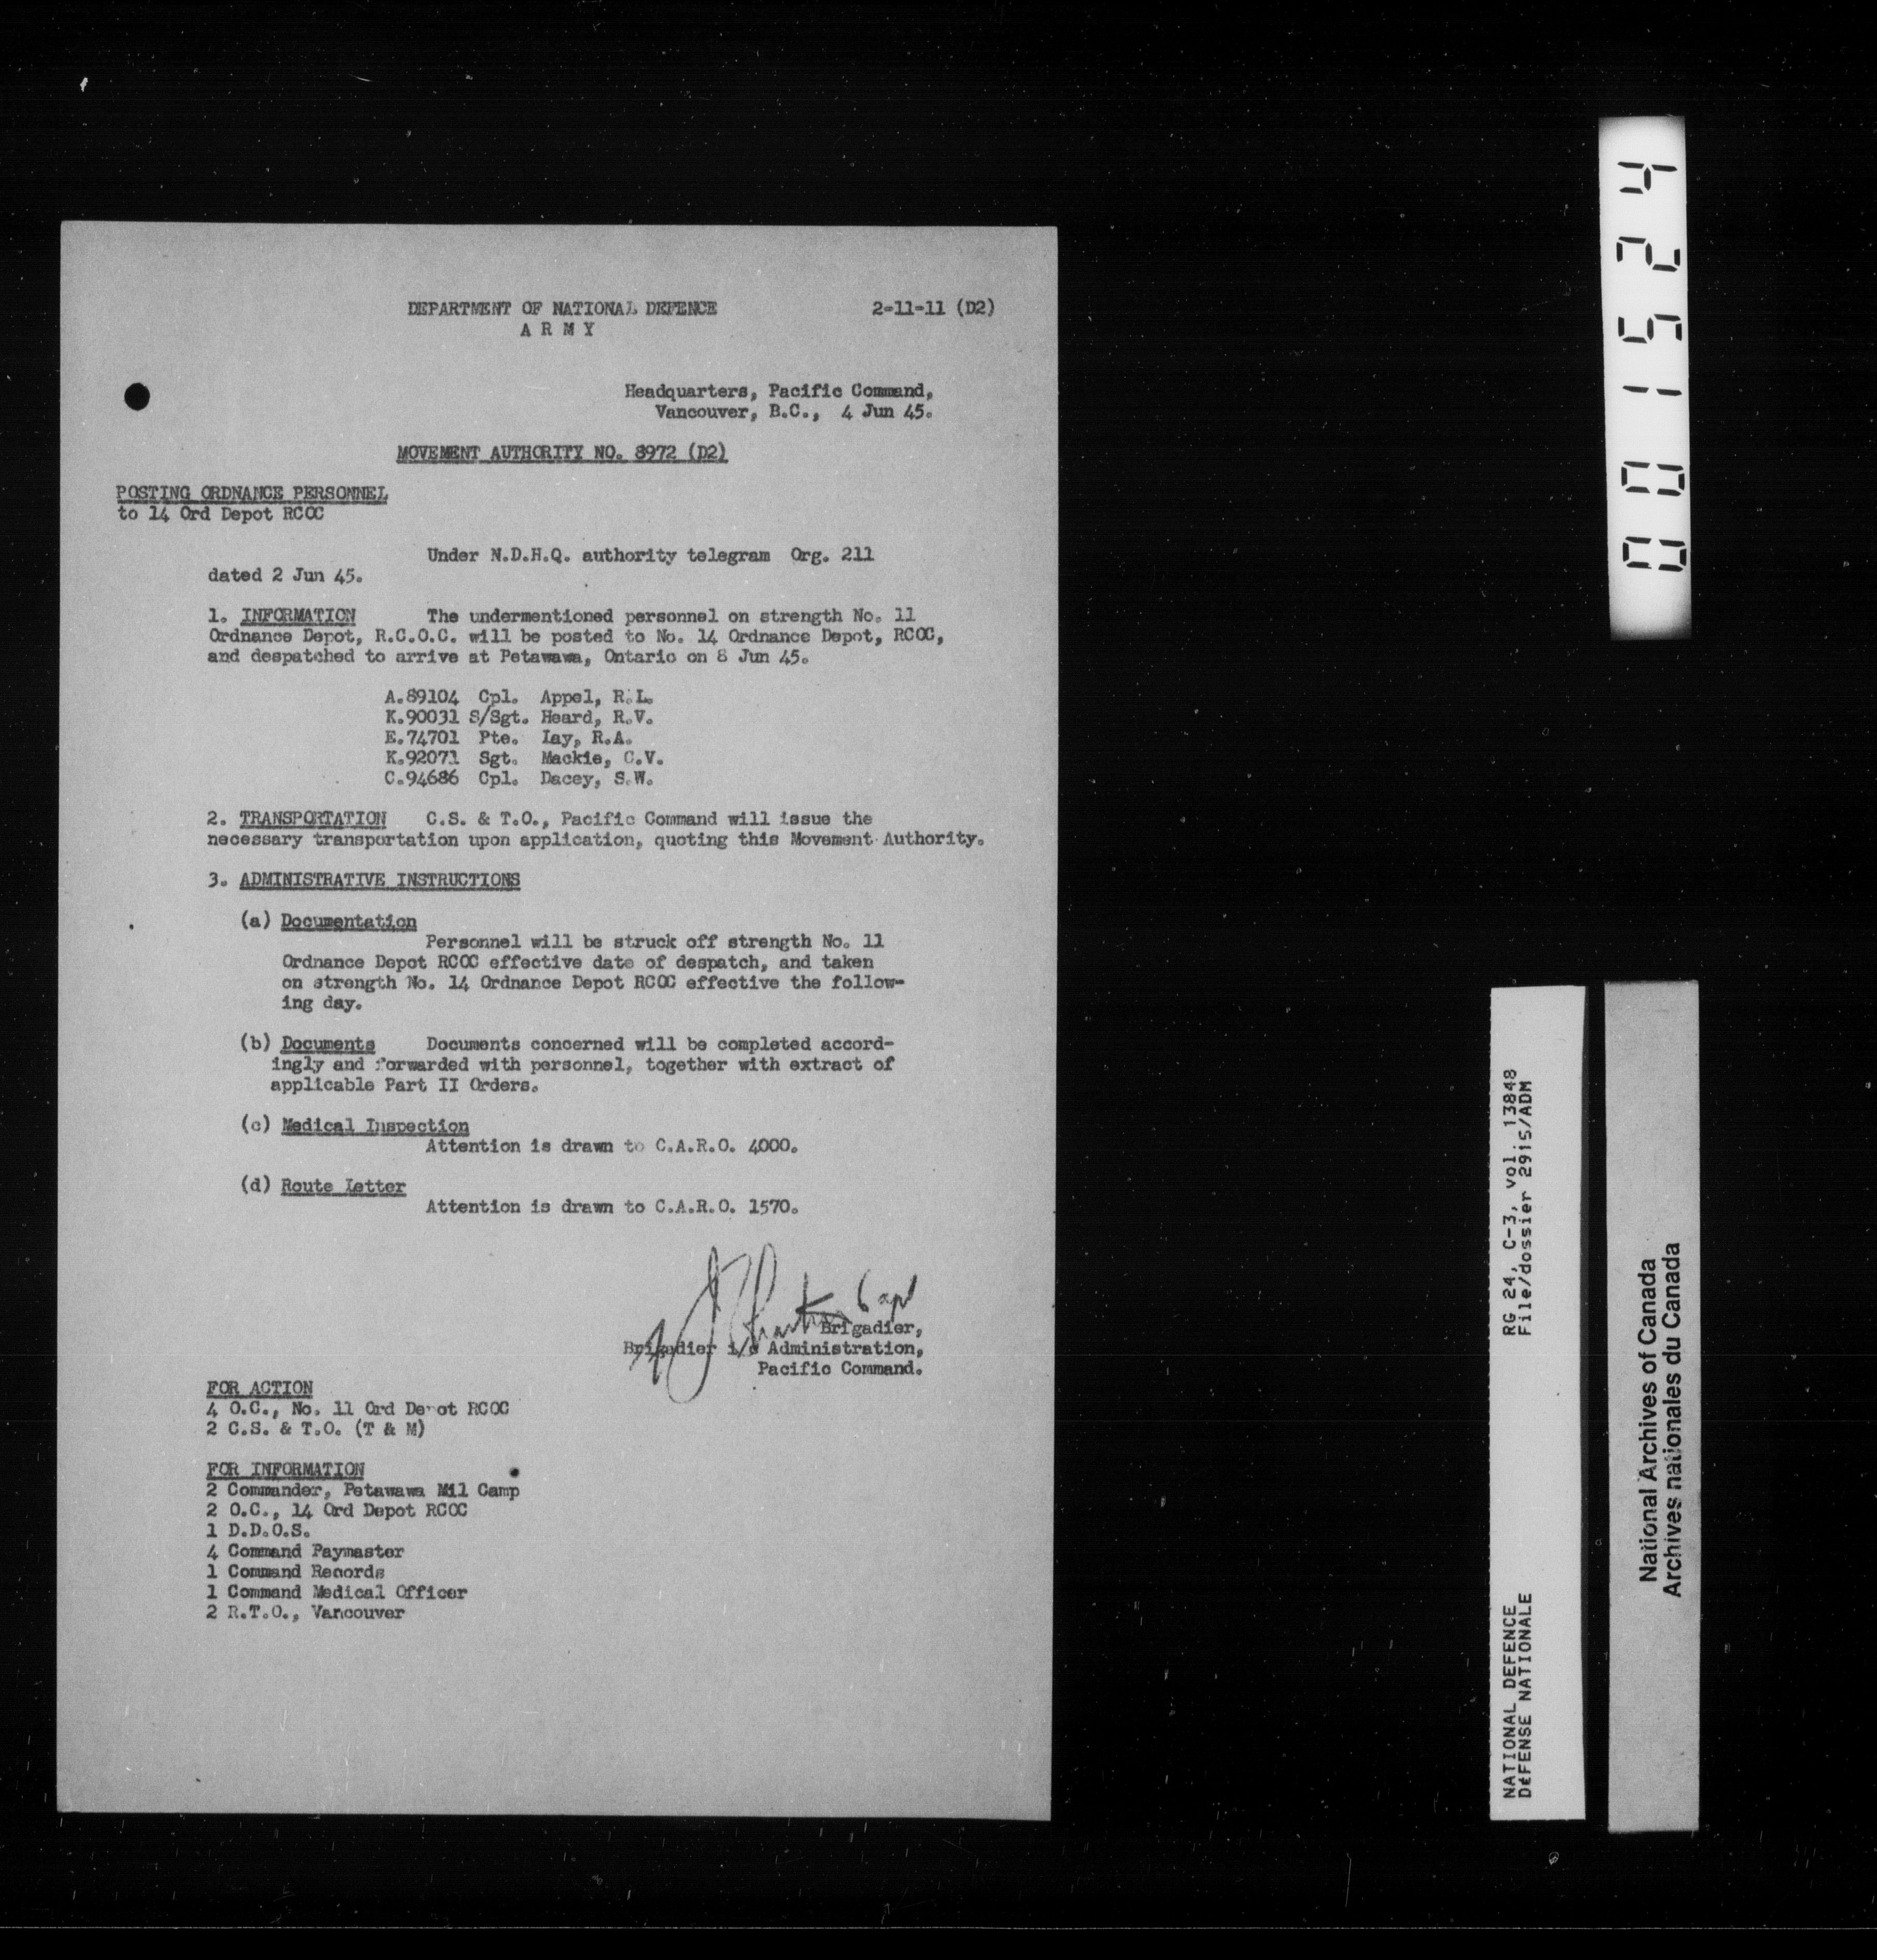 DEPARTMENT OF NATIONAL DEFENCE 2-11-11 (D2)
A R M Y
Headquarters, Pacific Command,
Vancouver, B.C., 4 Jun 45.
MOVEMENT AUTHORITY NO. 8972 (D2)
POSTING ORDNANCE PERSONNEL
to 14 Ord Depot RCOC
Under N.D.H.Q. authority telegram Org. 211
dated 2 Jun 45.
1. INFORMATION The undermentioned personnel on strength No. 11
Ordnance Depot, R.C.O.C. will be posted to No. 14 Ordnance Depot, RCOC,
and despatched to arrive at Petawawa, Ontario on 8 Jun 45.
A.89104 Cpl. Appel, R.L.
K.90031 S/Sgt. Heard, R.V.
E.74701 Pte. Lay, R.A.
K.92071 Sgt. Mackie, C.V.
C.94686 Cpl. Dacey, S.W.
2. TRANSPORTATION C.S. & T.O., Pacific Command will issue the
necessary transportation upon application, quoting this Movement Authority.
3. ADMINISTRATIVE INSTRUCTIONS
(a) Documentation
Personnel will be struck off strength No. 11
Ordnance Depot RCOC effective date of despatch, and taken
on strength No. 14 Ordnance Depot RCOC effective the follow-
ing day.
(b) Documents Documents concerned will be completed accord-
ingly and forwarded with personnel, together with extract of
applicable Part II Orders.
(c) Medical Inspection
Attention is drawn to C.A.R.O. 4000.
(d) Route Letter
Attention is drawn to C.A.R.O. 1570.
Brigadier,
Brigadier i/c Administration,
Pacific Command.
FOR ACTION
4 O.C., No. 11 Ord Depot RCOC
2 C.S. & T.O. (T & M)
FOR INFORMATION
2 Commander, Petawawa Mil Camp
2 O.C., 14 Ord Depot RCOC
1 D.D.O.S.
4 Command Paymaster
1 Command Records
1 Command Medical Officer
2 R.T.O., Vancouver
001524
NATIONAL DEFENCE RG 24, C-3, vol. 13848
DéFENSE NATIONALE File/dossier 2915/ADM
National Archives of Canada
Archives nationales du Canada